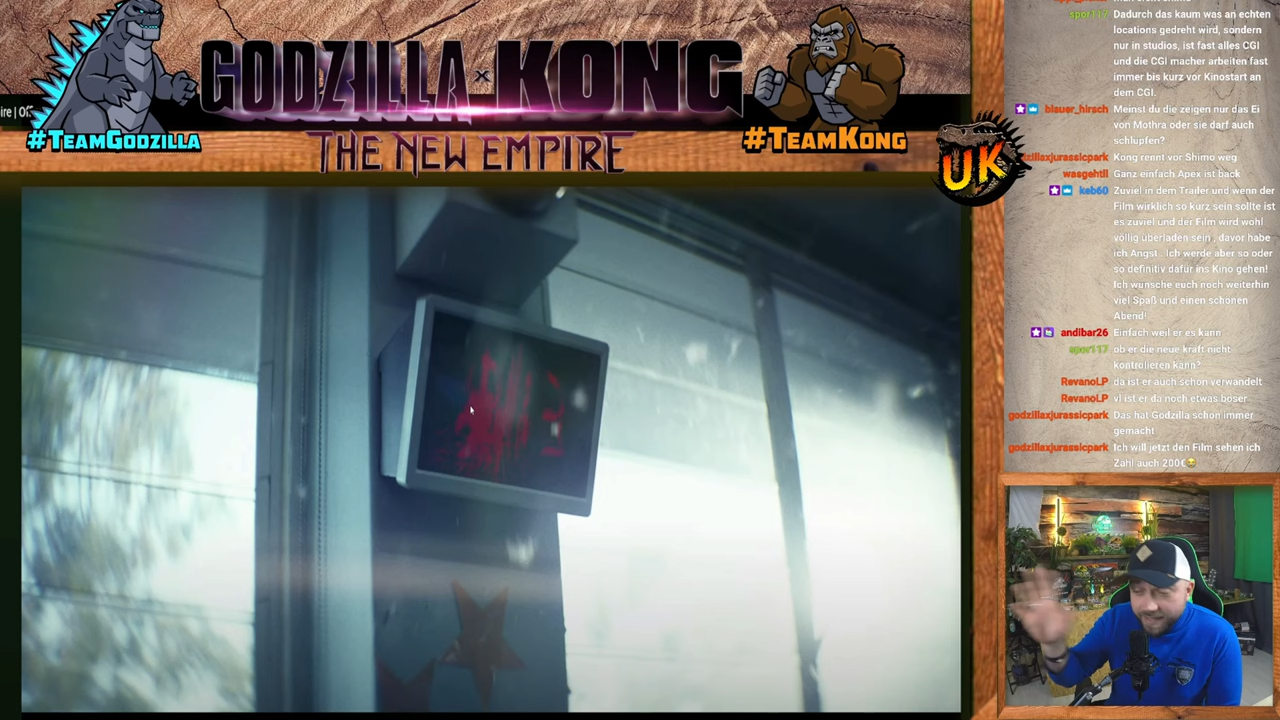 GODZILLA x KONG
THE NEW EMPIRE
#TEAMGODZILLA
#TEAMKONG
UK
spor117 Dadurch das kaum was an echten
locations gedreht wird, sondern
nur in studios, ist fast alles CGI
und die CGI macher arbeiten fast
immer bis kurz vor Kinostart an
dem CGI.
blauer_hirsch Meinst du die zeigen nur das Ei
von Mothra oder sie darf auch
schlupfen?
zillaxjurassicpark Kong rennt vor Shimo weg
wasgehtll Ganz einfach Apex ist back
keb60 Zuviel in dem Trailer und wenn der
Film wirklich so kurz sein sollte ist
es zuviel und der Film wird wohl
völlig überladen sein , davor habe
ich Angst . Ich werde aber so oder
so definitiv dafür ins Kino gehen!
Ich wünsche euch noch weiterhin
viel Spaß und einen schönen
Abend!
andibar26 Einfach weil er es kann
spor117 ob er die neue kraft nicht
kontrolieren kann?
RevanoLP da ist er auch schon verwandelt
RevanoLP vl ist er da noch etwas böser
godzillaxjurassicpark Das hat Godzilla schon immer
gemacht
godzillaxjurassicpark Ich will jetzt den Film sehen ich
Zahl auch 200€